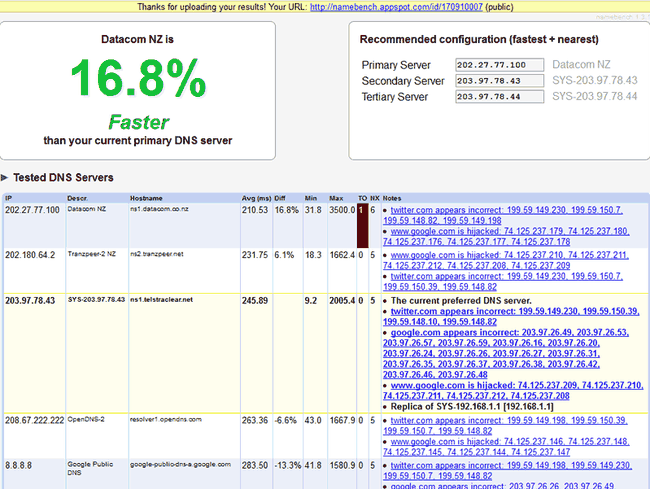 Thanks for uploading your results! Your URL: http://namebench.appspot.com/id/170910007 (public)
namebench 1.3.1
Datacom NZ is
16.8%
Faster
than your current primary DNS server
Recommended configuration (fastest + nearest)
Primary Server 202.27.77.100 Datacom NZ
Secondary Server 203.97.78.43 SYS-203.97.78.43
Tertiary Server 203.97.78.44 SYS-203.97.78.44
Tested DNS Servers
IP Descr. Hostname Avg (ms) Diff Min Max TO NX Notes
202.27.77.100 Datacom NZ ns1.datacom.co.nz 210.53 16.8% 31.8 3500.0 1 6
• twitter.com appears incorrect: 199.59.149.230, 199.59.150.7,
199.59.148.82, 199.59.149.198
• www.google.com is hijacked: 74.125.237.179, 74.125.237.180,
74.125.237.176, 74.125.237.177, 74.125.237.178
202.180.64.2 Tranzpeer-2 NZ ns2.tranzpeer.net 231.75 6.1% 18.3 1662.4 0 5
• www.google.com is hijacked: 74.125.237.210, 74.125.237.211,
74.125.237.212, 74.125.237.208, 74.125.237.209
• twitter.com appears incorrect: 199.59.149.230, 199.59.150.7,
199.59.150.39, 199.59.148.82
203.97.78.43 SYS-203.97.78.43 ns1.telstraclear.net 245.89 9.2 2005.4 0 5
• The current preferred DNS server.
• twitter.com appears incorrect: 199.59.149.230, 199.59.150.39,
199.59.148.10, 199.59.148.82
• google.com appears incorrect: 203.97.26.49, 203.97.26.53,
203.97.26.57, 203.97.26.59, 203.97.26.16, 203.97.26.20,
203.97.26.24, 203.97.26.26, 203.97.26.27, 203.97.26.31,
203.97.26.35, 203.97.26.37, 203.97.26.38, 203.97.26.42,
203.97.26.46, 203.97.26.48
• www.google.com is hijacked: 74.125.237.209, 74.125.237.210,
74.125.237.211, 74.125.237.212, 74.125.237.208
• Replica of SYS-192.168.1.1 [192.168.1.1]
208.67.222.222 OpenDNS-2 resolver1.opendns.com 263.36 -6.6% 43.0 1667.9 0 5
• twitter.com appears incorrect: 199.59.149.198, 199.59.150.39,
199.59.150.7, 199.59.148.82
• www.google.com is hijacked: 74.125.237.146, 74.125.237.148,
74.125.237.145, 74.125.237.144, 74.125.237.147
8.8.8.8 Google Public DNS google-public-dns-a.google.com 283.50 -13.3% 41.8 1580.9 0 5
• twitter.com appears incorrect: 199.59.149.198, 199.59.149.230,
199.59.150.7, 199.59.148.82
• google.com appears incorrect: 203.97.26.26, 203.97.26.49